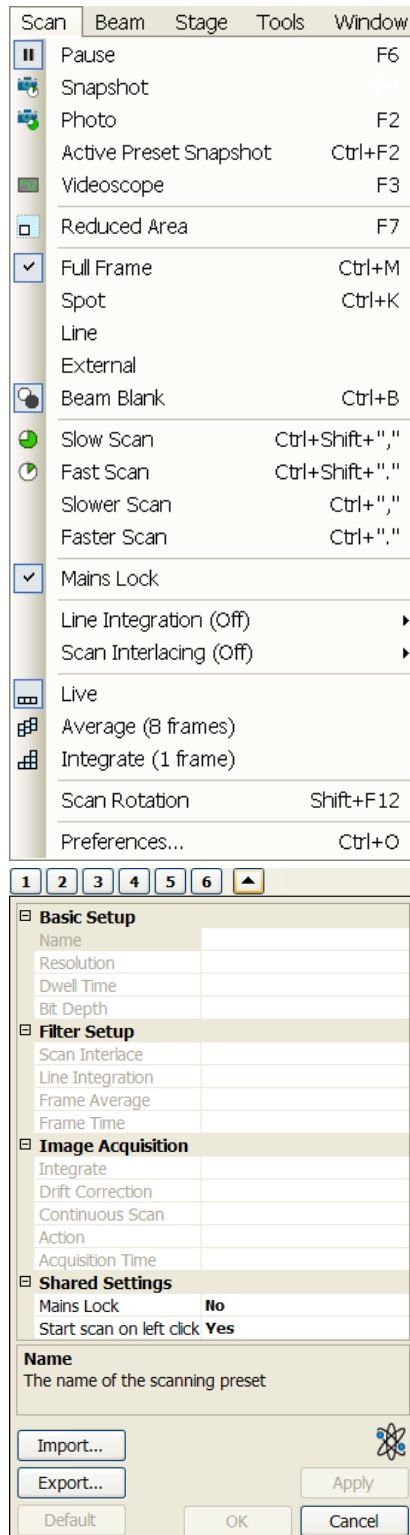 Scan Beam Stage Tools Window
Pause F6
Snapshot
Photo F2
Active Preset Snapshot Ctrl+F2
Videoscope F3
Reduced Area F7
Full Frame Ctrl+M
Spot Ctrl+K
Line
External
Beam Blank Ctrl+B
Slow Scan Ctrl+Shift+","
Fast Scan Ctrl+Shift+"."
Slower Scan Ctrl+","
Faster Scan Ctrl+"."
Mains Lock
Line Integration (Off)
Scan Interlacing (Off)
Live
Average (8 frames)
Integrate (1 frame)
Scan Rotation Shift+F12
Preferences... Ctrl+O
1 2 3 4 5 6
Basic Setup
Name
Resolution
Dwell Time
Bit Depth
Filter Setup
Scan Interlace
Line Integration
Frame Average
Frame Time
Image Acquisition
Integrate
Drift Correction
Continuous Scan
Action
Acquisition Time
Shared Settings
Mains Lock No
Start scan on left click Yes
Name
The name of the scanning preset
Import...
Export... Apply
Default OK Cancel